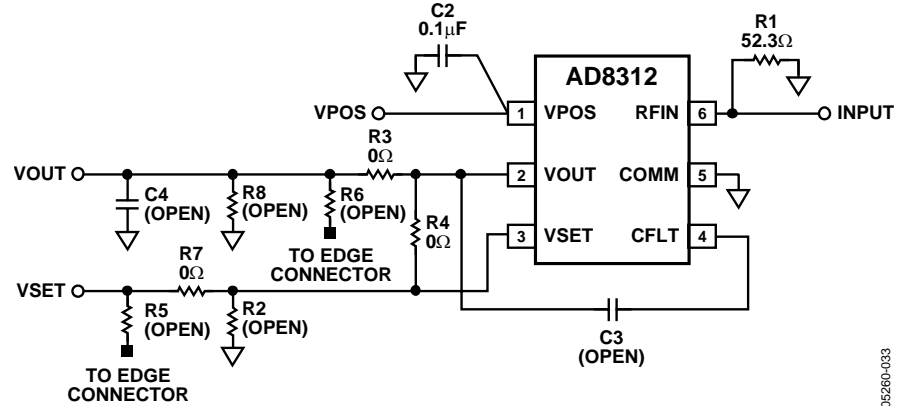 C2
0.1μF
R1
52.3Ω
AD8312
VPOS
1 VPOS
RFIN 6
INPUT
R3
0Ω
VOUT
2 VOUT
COMM 5
C4
(OPEN)
R8
(OPEN)
R6
(OPEN)
R4
0Ω
3 VSET
CFLT 4
TO EDGE
CONNECTOR
R7
0Ω
VSET
R5
(OPEN)
R2
(OPEN)
C3
(OPEN)
TO EDGE
CONNECTOR
05260-033